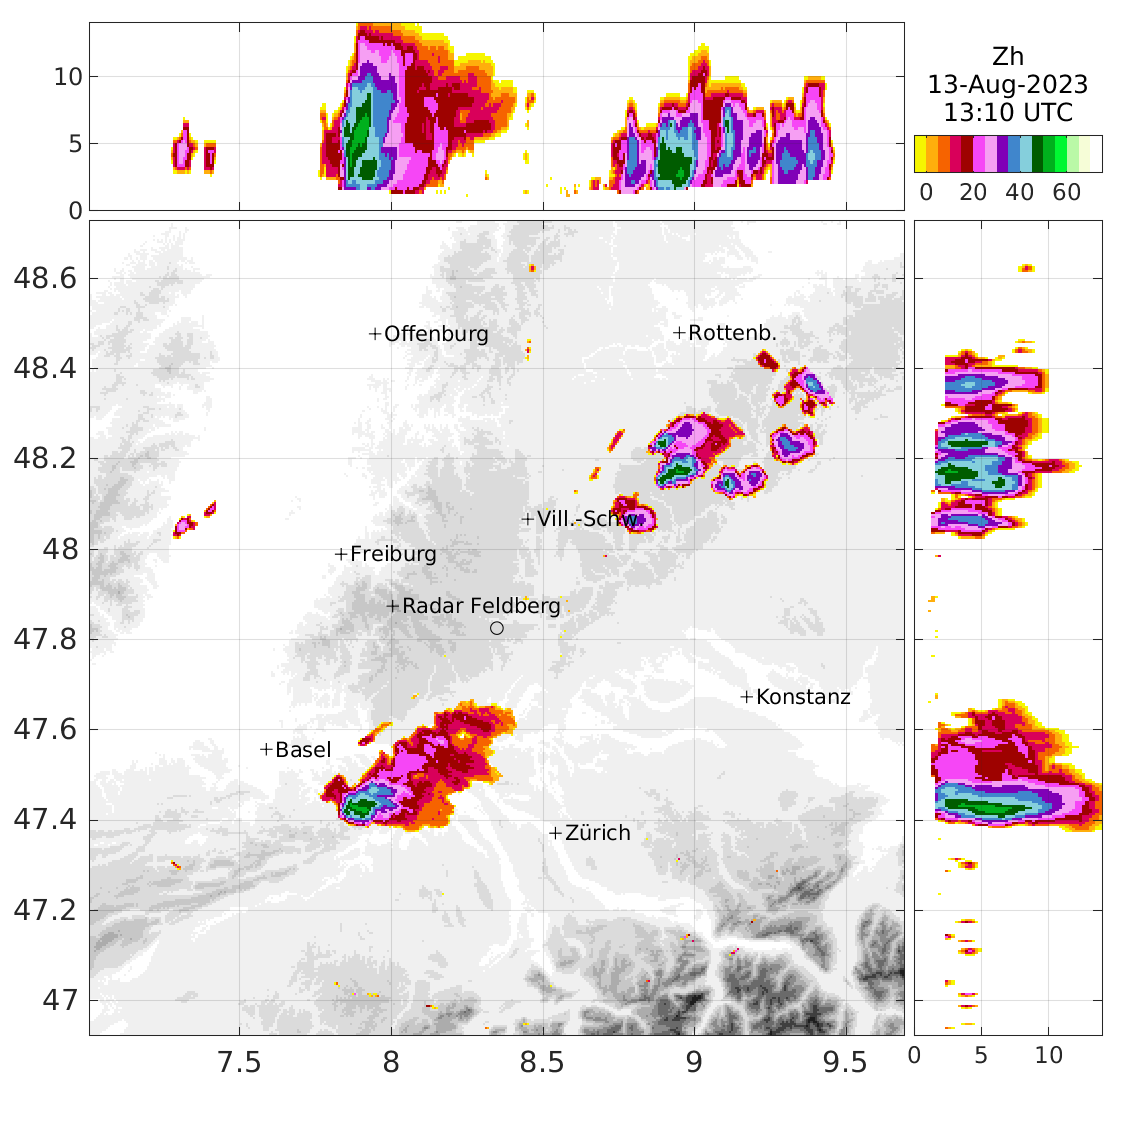 10
5
0
Zh
13-Aug-2023
13:10 UTC
0 20 40 60
48.6
48.4
48.2
48
47.8
47.6
47.4
47.2
47
+Offenburg
+Rottenb.
+Vill.-Schw.
+Freiburg
+Radar Feldberg
+Konstanz
+Basel
+Zürich
7.5 8 8.5 9 9.5
0 5 10